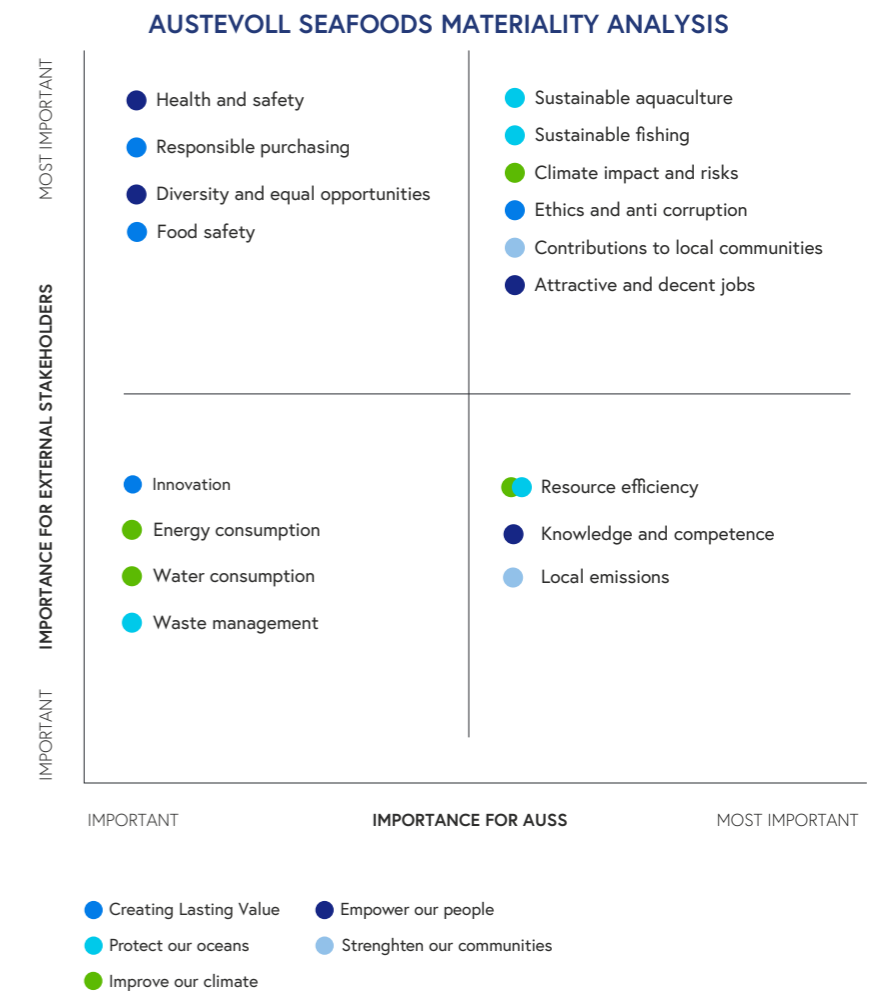 AUSTEVOLL SEAFOODS MATERIALITY ANALYSIS
MOST IMPORTANT
IMPORTANCE FOR EXTERNAL STAKEHOLDERS
IMPORTANT
Health and safety
Responsible purchasing
Diversity and equal opportunities
Food safety
Sustainable aquaculture
Sustainable fishing
Climate impact and risks
Ethics and anti corruption
Contributions to local communities
Attractive and decent jobs
Innovation
Energy consumption
Water consumption
Waste management
Resource efficiency
Knowledge and competence
Local emissions
IMPORTANT
IMPORTANCE FOR AUSS
MOST IMPORTANT
Creating Lasting Value
Protect our oceans
Improve our climate
Empower our people
Strenghten our communities